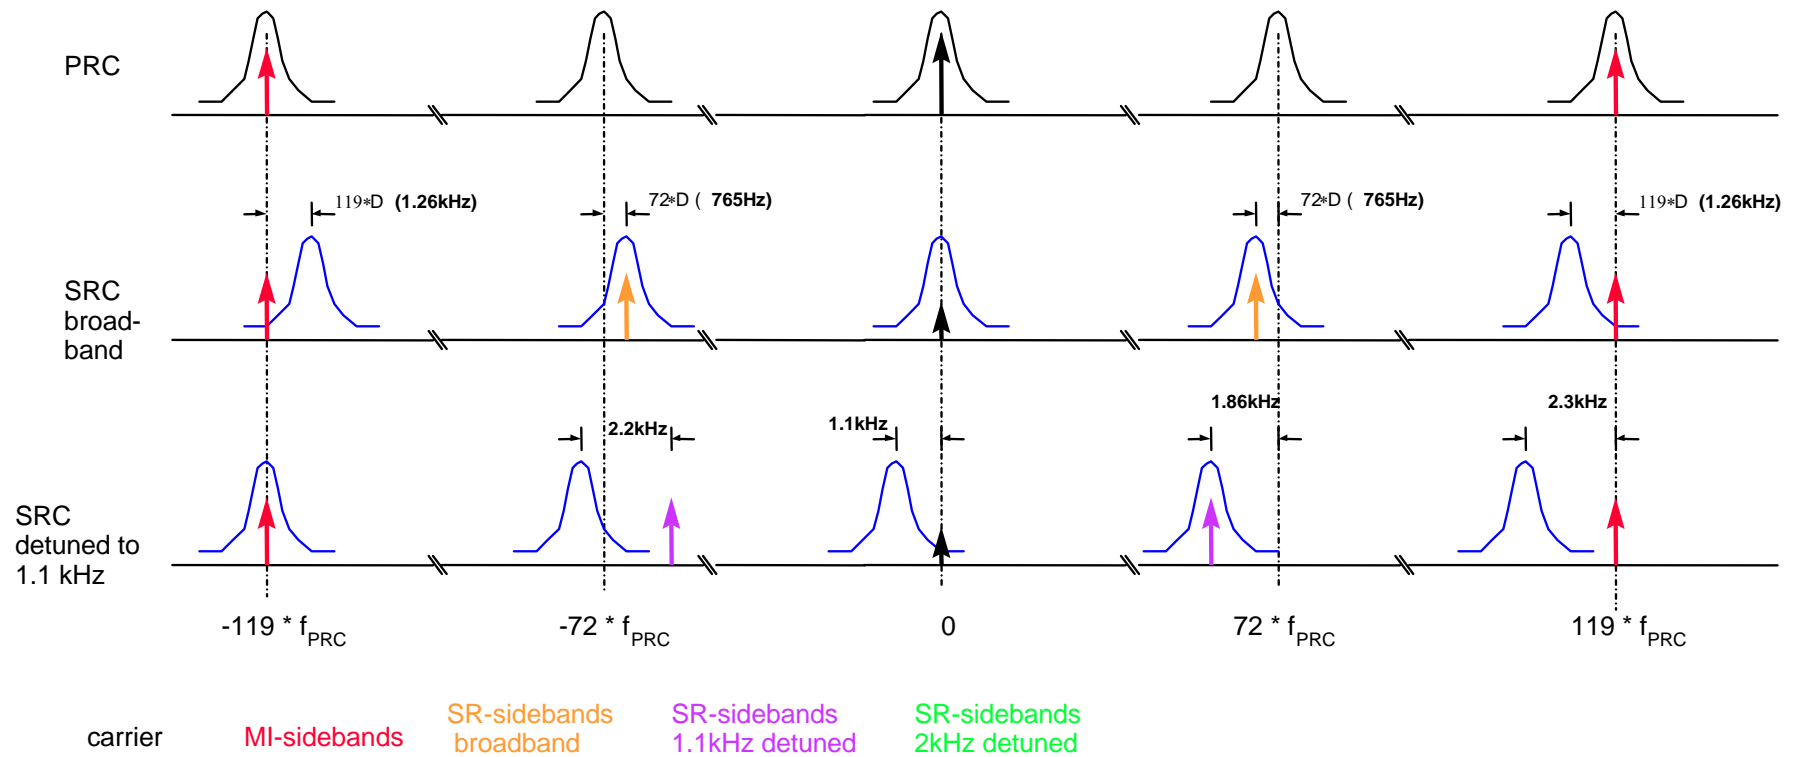 PRC
119*D (1.26kHz)
72*D ( 765Hz)
72*D ( 765Hz)
119*D (1.26kHz)
SRC
broad-
band
2.2kHz
1.1kHz
1.86kHz
2.3kHz
SRC
detuned to
1.1 kHz
-119 * fPRC
-72 * fPRC
0
72 * fPRC
119 * fPRC
carrier
MI-sidebands
SR-sidebands
broadband
SR-sidebands
1.1kHz detuned
SR-sidebands
2kHz detuned